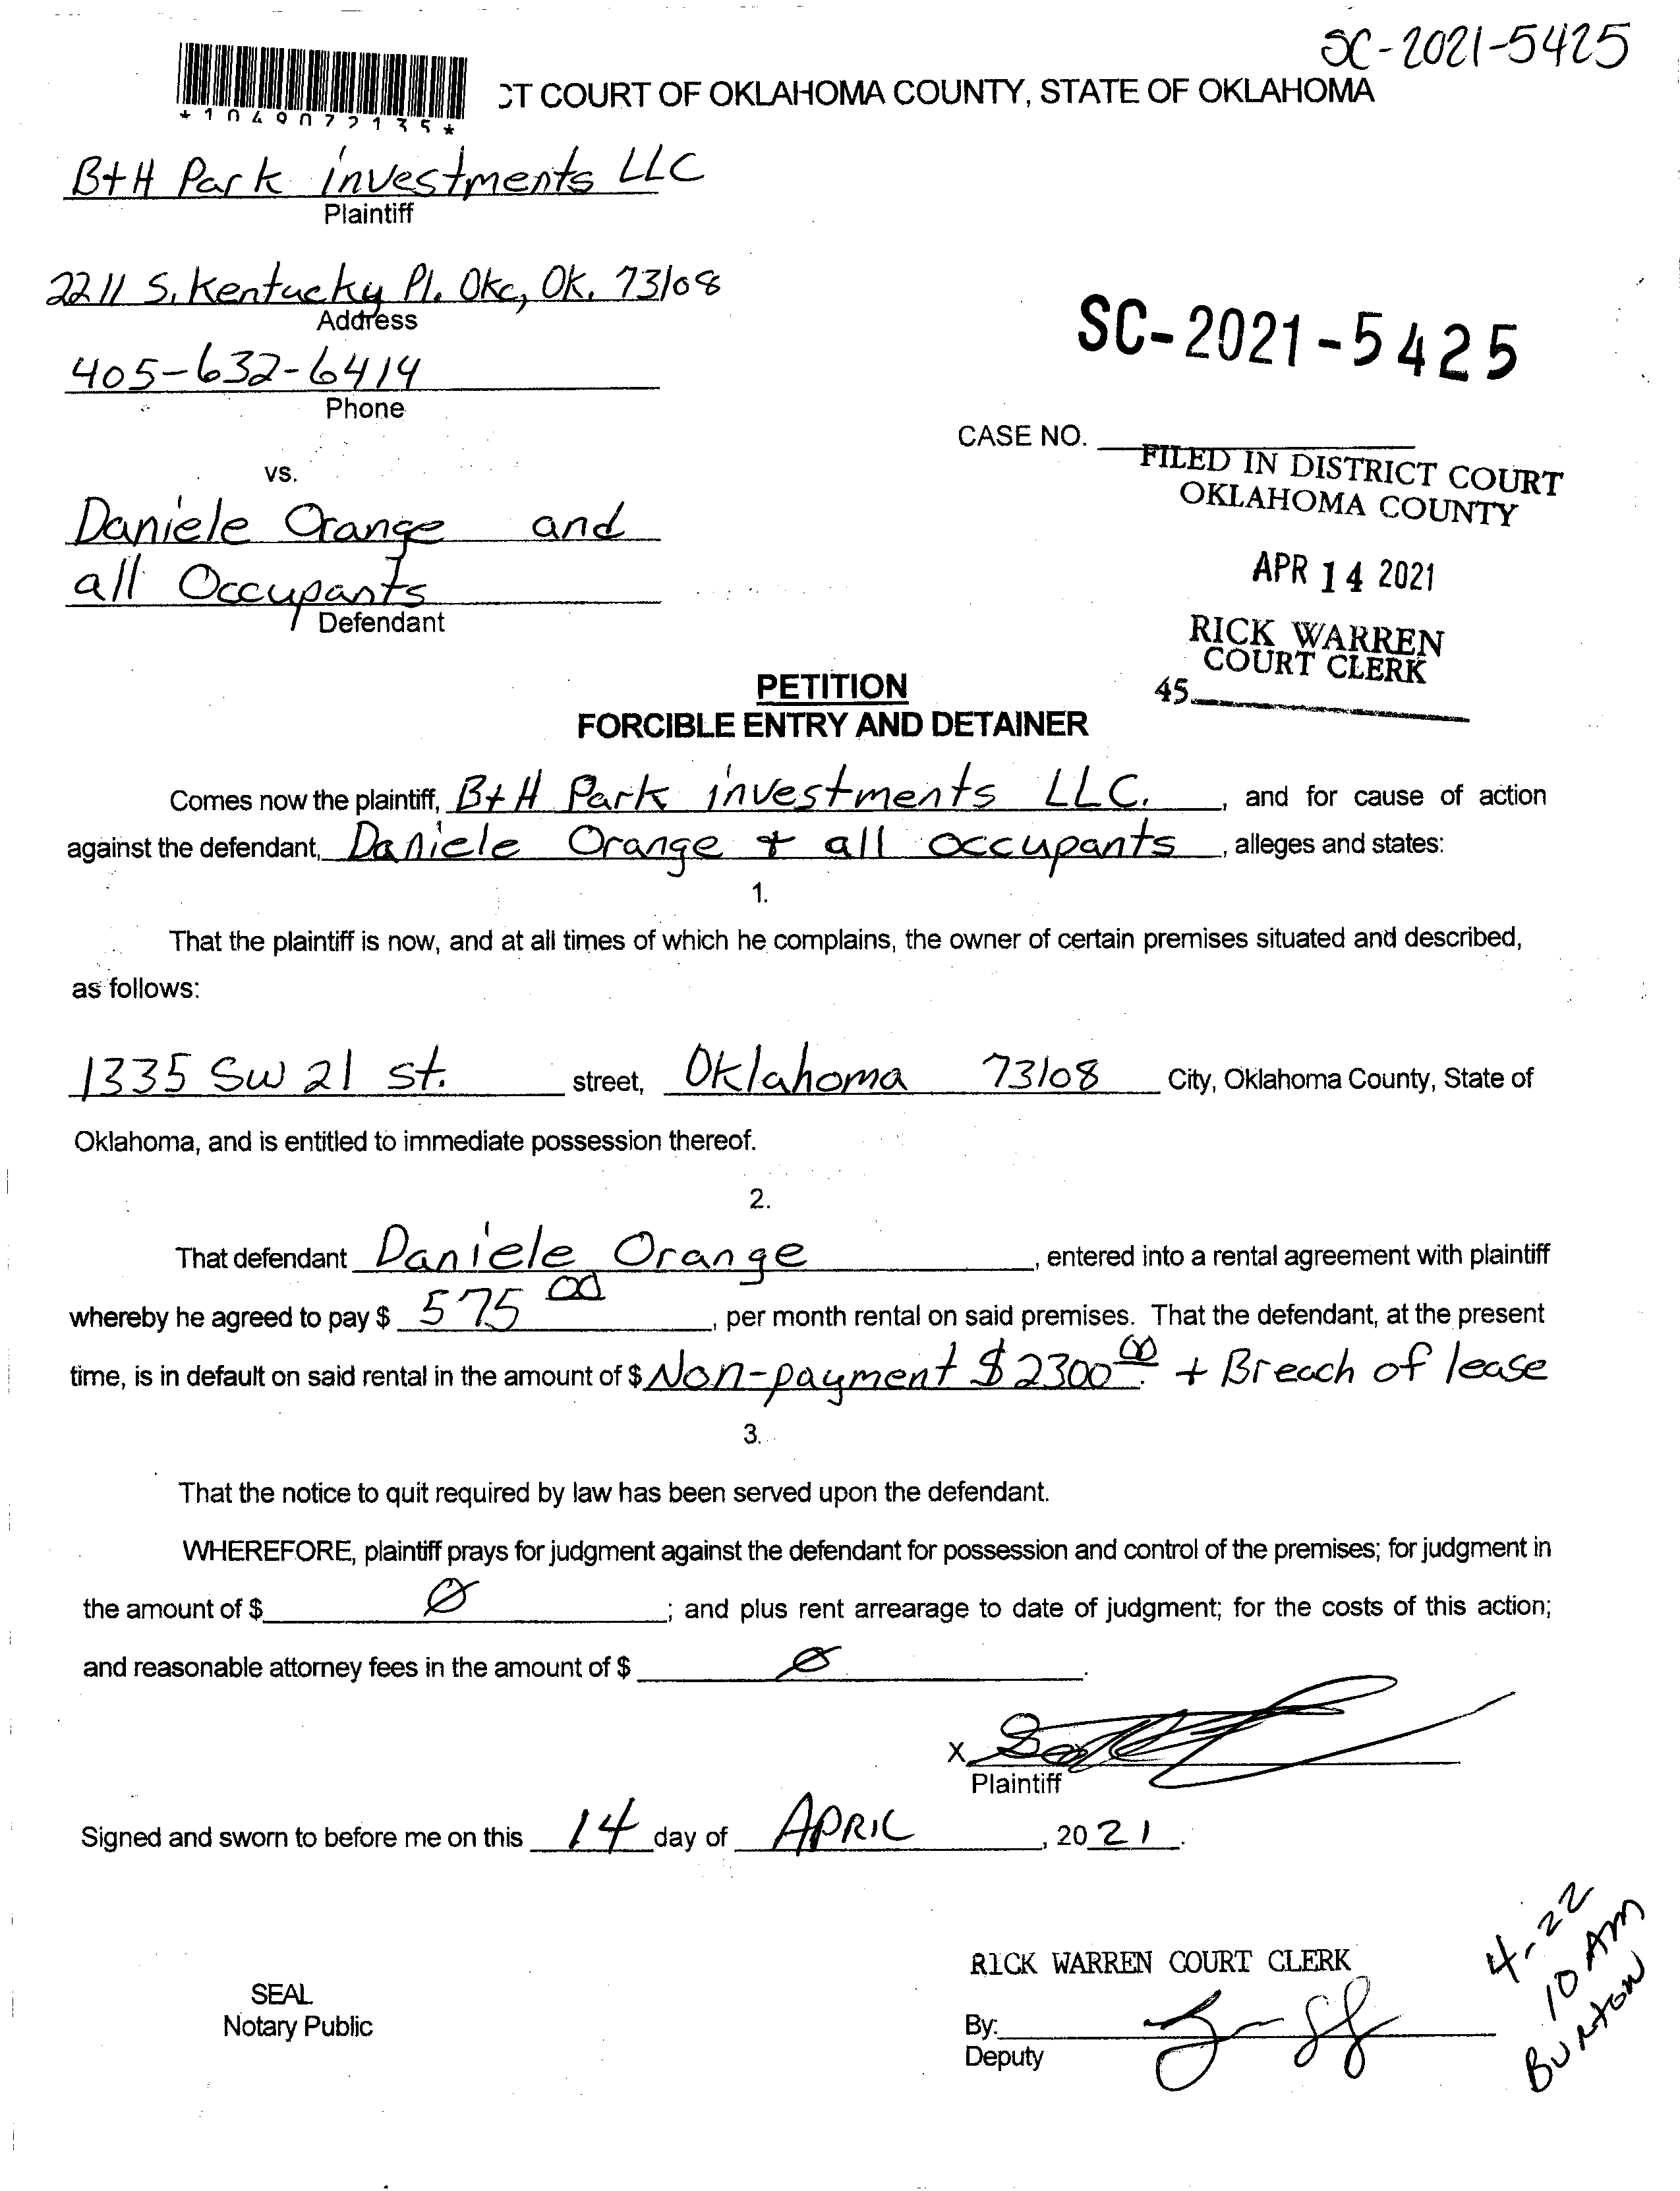 SC-2021-5425
CT COURT OF OKLAHOMA COUNTY, STATE OF OKLAHOMA
*1049072135*
B+H Park investments LLC
Plaintiff
2211 S. Kentucky Pl. Okc, Ok. 73108
Address
SC-2021-5425
405-632-6414
Phone
CASE NO.
FILED IN DISTRICT COURT
OKLAHOMA COUNTY
vs.
Daniele Orange and
all Occupants
Defendant
APR 14 2021
RICK WARREN
COURT CLERK
45
PETITION
FORCIBLE ENTRY AND DETAINER
Comes now the plaintiff, B+H Park investments LLC. , and for cause of action
against the defendant, Daniele Orange + all occupants , alleges and states:
1.
That the plaintiff is now, and at all times of which he complains, the owner of certain premises situated and described,
as follows:
1335 SW 21 st. street, Oklahoma 73108 City, Oklahoma County, State of
Oklahoma, and is entitled to immediate possession thereof.
2.
That defendant Daniele Orange , entered into a rental agreement with plaintiff
whereby he agreed to pay $ 575 00 , per month rental on said premises. That the defendant, at the present
time, is in default on said rental in the amount of $ Non-payment $2300.00 + Breach of lease
3.
That the notice to quit required by law has been served upon the defendant.
WHEREFORE, plaintiff prays for judgment against the defendant for possession and control of the premises; for judgment in
the amount of $ Ø ; and plus rent arrearage to date of judgment; for the costs of this action;
and reasonable attorney fees in the amount of $ Ø .
X
Plaintiff
Signed and sworn to before me on this 14 day of APRIL , 2021.
4-22
10 AM
BURTON
RICK WARREN COURT CLERK
SEAL
Notary Public
By:
Deputy